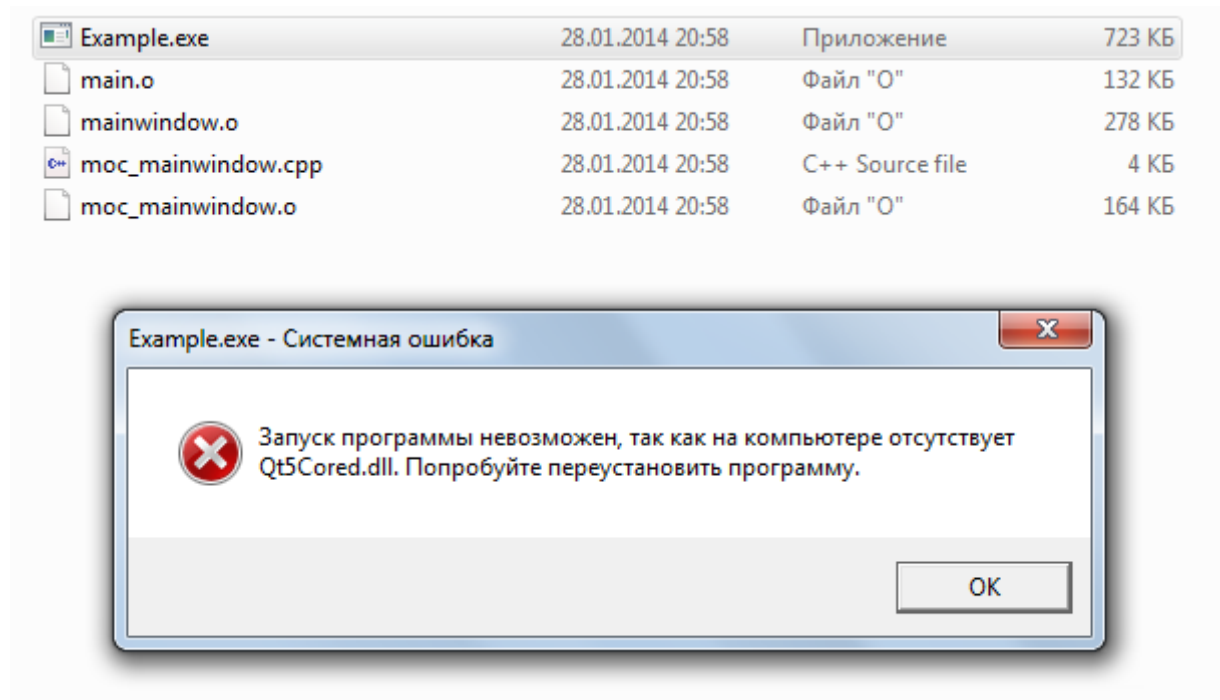 Example.exe 28.01.2014 20:58 Приложение 723 КБ
main.o 28.01.2014 20:58 Файл "O" 132 КБ
mainwindow.o 28.01.2014 20:58 Файл "O" 278 КБ
moc_mainwindow.cpp 28.01.2014 20:58 C++ Source file 4 КБ
moc_mainwindow.o 28.01.2014 20:58 Файл "O" 164 КБ
Example.exe - Системная ошибка
Запуск программы невозможен, так как на компьютере отсутствует
Qt5Cored.dll. Попробуйте переустановить программу.
OK